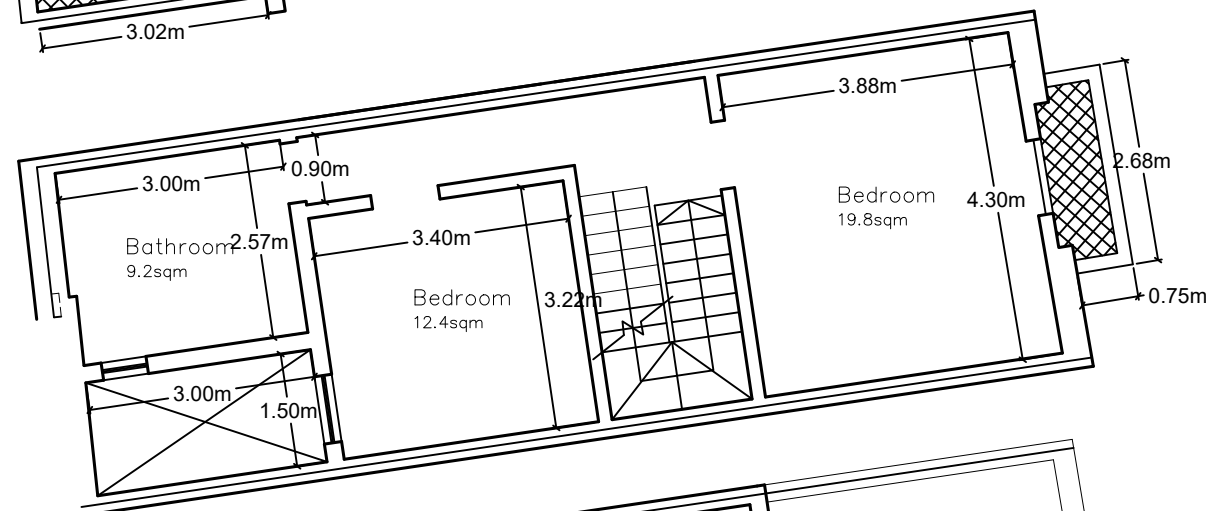 3.02m
3.88m
2.68m
0.90m
3.00m
Bedroom
19.8sqm
4.30m
Bathroom
9.2sqm
2.57m
3.40m
Bedroom
12.4sqm
3.22m
0.75m
3.00m
1.50m